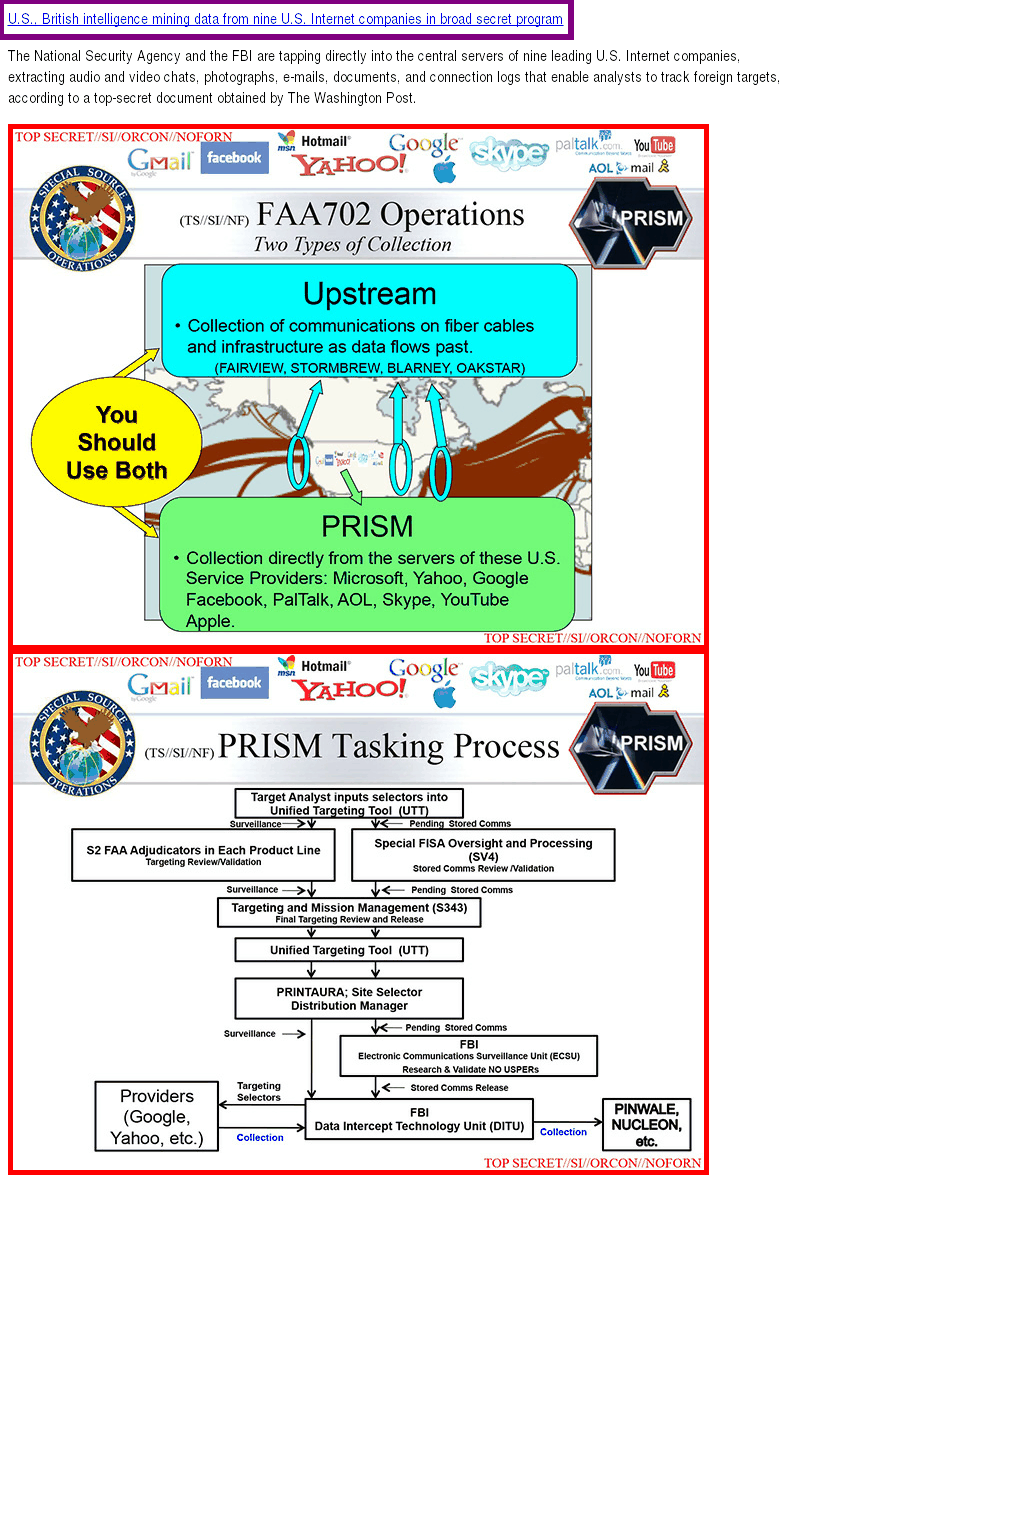 U.S.. British intelligence mining data from nine U.S. Internet companies in broad secret program
The National Security Agency and the FBI are tapping directly into the central servers of nine leading U.S. Internet companies,
extracting audio and video chats, photographs, e-mails, documents, and connection logs that enable analysts to track foreign targets,
according to a top-secret document obtained by The Washington Post.
TOP SECRET//SI//ORCON//NOFORN
Gmail by Google
facebook
msn Hotmail
YAHOO!
Google
skype
paltalk.com
YouTube
AOL mail
SPECIAL SOURCE OPERATIONS
(TS//SI//NF) FAA702 Operations
Two Types of Collection
PRISM
Upstream
• Collection of communications on fiber cables
and infrastructure as data flows past.
(FAIRVIEW, STORMBREW, BLARNEY, OAKSTAR)
You
Should
Use Both
PRISM
• Collection directly from the servers of these U.S.
Service Providers: Microsoft, Yahoo, Google
Facebook, PalTalk, AOL, Skype, YouTube
Apple.
TOP SECRET//SI//ORCON//NOFORN
TOP SECRET//SI//ORCON//NOFORN
Gmail by Google
facebook
msn Hotmail
YAHOO!
Google
skype
paltalk.com
YouTube
AOL mail
SPECIAL SOURCE OPERATIONS
(TS//SI//NF) PRISM Tasking Process
PRISM
Target Analyst inputs selectors into
Unified Targeting Tool (UTT)
Surveillance
Pending Stored Comms
S2 FAA Adjudicators in Each Product Line
Targeting Review/Validation
Special FISA Oversight and Processing
(SV4)
Stored Comms Review /Validation
Surveillance
Pending Stored Comms
Targeting and Mission Management (S343)
Final Targeting Review and Release
Unified Targeting Tool (UTT)
PRINTAURA; Site Selector
Distribution Manager
Surveillance
Pending Stored Comms
FBI
Electronic Communications Surveillance Unit (ECSU)
Research & Validate NO USPERs
Stored Comms Release
Providers
(Google,
Yahoo, etc.)
Targeting
Selectors
Collection
FBI
Data Intercept Technology Unit (DITU)
Collection
PINWALE,
NUCLEON,
etc.
TOP SECRET//SI//ORCON//NOFORN